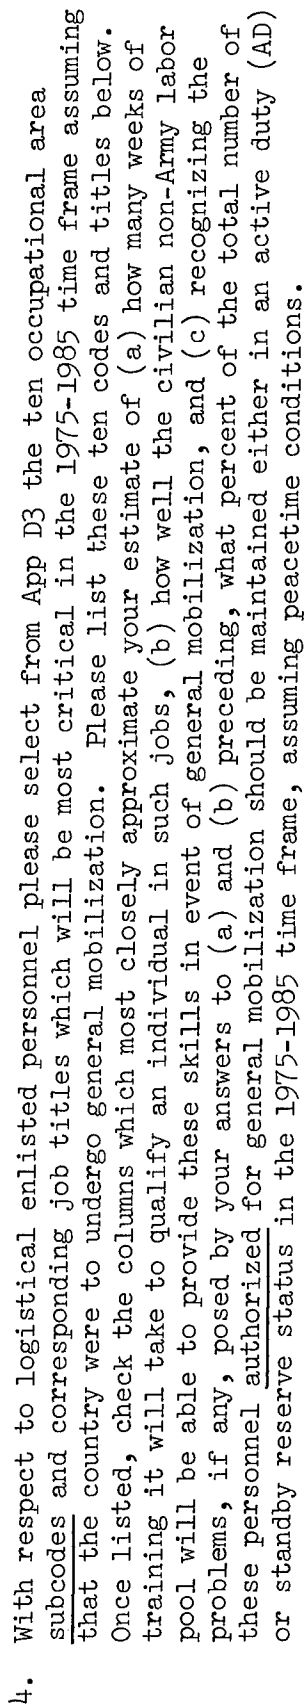 4. With respect to logistical enlisted personnel please select from App D3 the ten occupational area
subcodes and corresponding job titles which will be most critical in the 1975-1985 time frame assuming
that the country were to undergo general mobilization. Please list these ten codes and titles below.
Once listed, check the columns which most closely approximate your estimate of (a) how many weeks of
training it will take to qualify an individual in such jobs, (b) how well the civilian non-Army labor
pool will be able to provide these skills in event of general mobilization, and (c) recognizing the
problems, if any, posed by your answers to (a) and (b) preceding, what percent of the total number of
these personnel authorized for general mobilization should be maintained either in an active duty (AD)
or standby reserve status in the 1975-1985 time frame, assuming peacetime conditions.